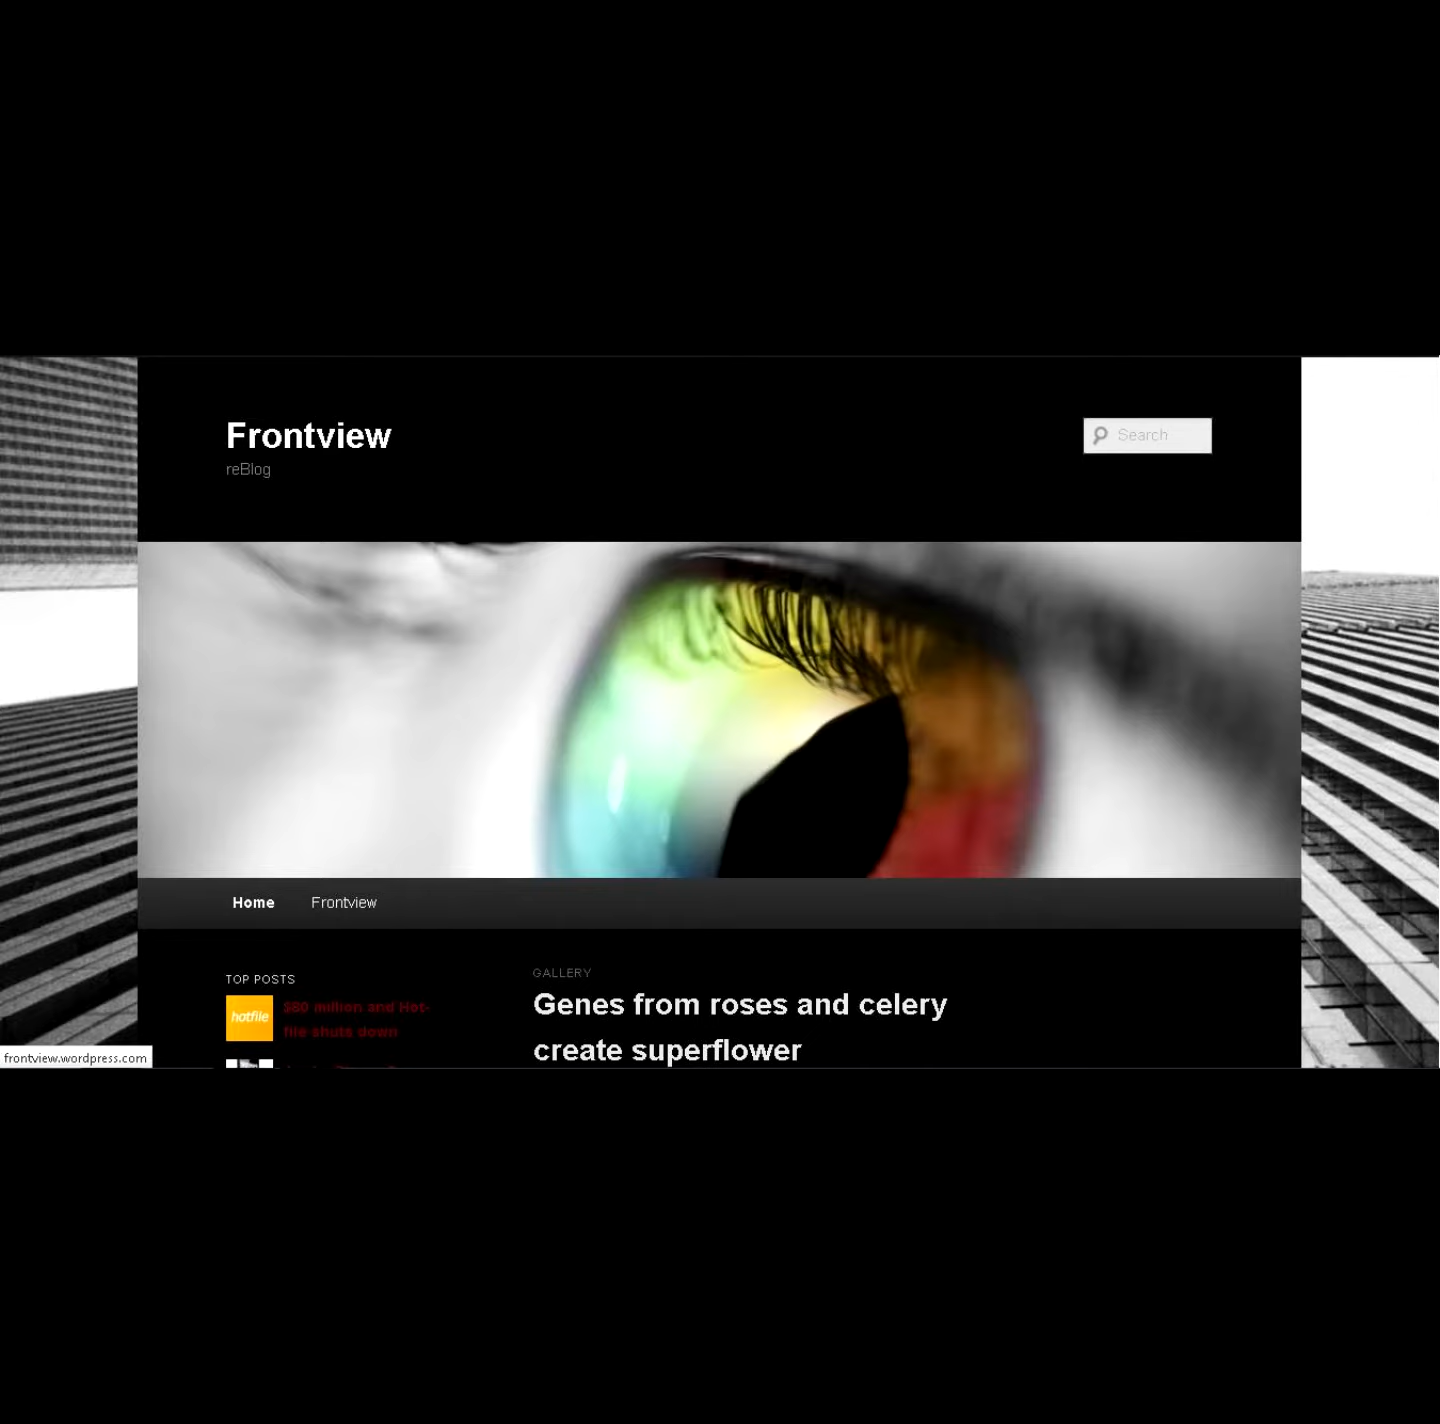 Frontview
reBlog
Search
Home
Frontview
TOP POSTS
hotfile
$80 million and Hot-
file shuts down
GALLERY
Genes from roses and celery
create superflower
frontview.wordpress.com